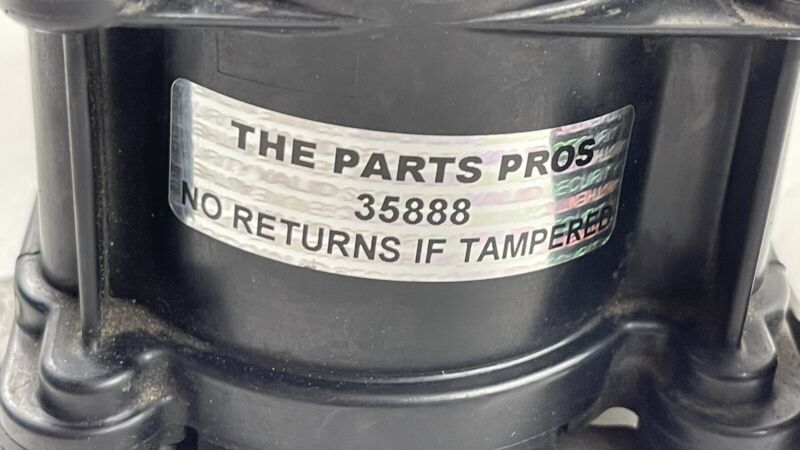 THE PARTS PROS
35888
NO RETURNS IF TAMPERED